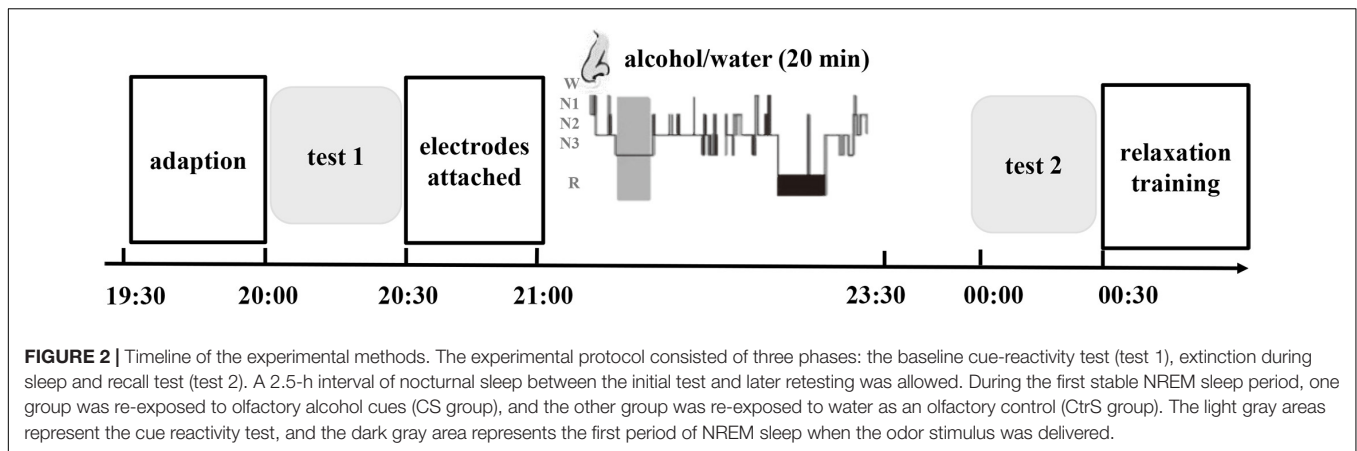 alcohol/water (20 min)
W
N1
N2
N3
R
adaption
test 1
electrodes
attached
test 2
relaxation
training
19:30
20:00
20:30
21:00
23:30
00:00
00:30
FIGURE 2 | Timeline of the experimental methods. The experimental protocol consisted of three phases: the baseline cue-reactivity test (test 1), extinction during
sleep and recall test (test 2). A 2.5-h interval of nocturnal sleep between the initial test and later retesting was allowed. During the first stable NREM sleep period, one
group was re-exposed to olfactory alcohol cues (CS group), and the other group was re-exposed to water as an olfactory control (CtrS group). The light gray areas
represent the cue reactivity test, and the dark gray area represents the first period of NREM sleep when the odor stimulus was delivered.